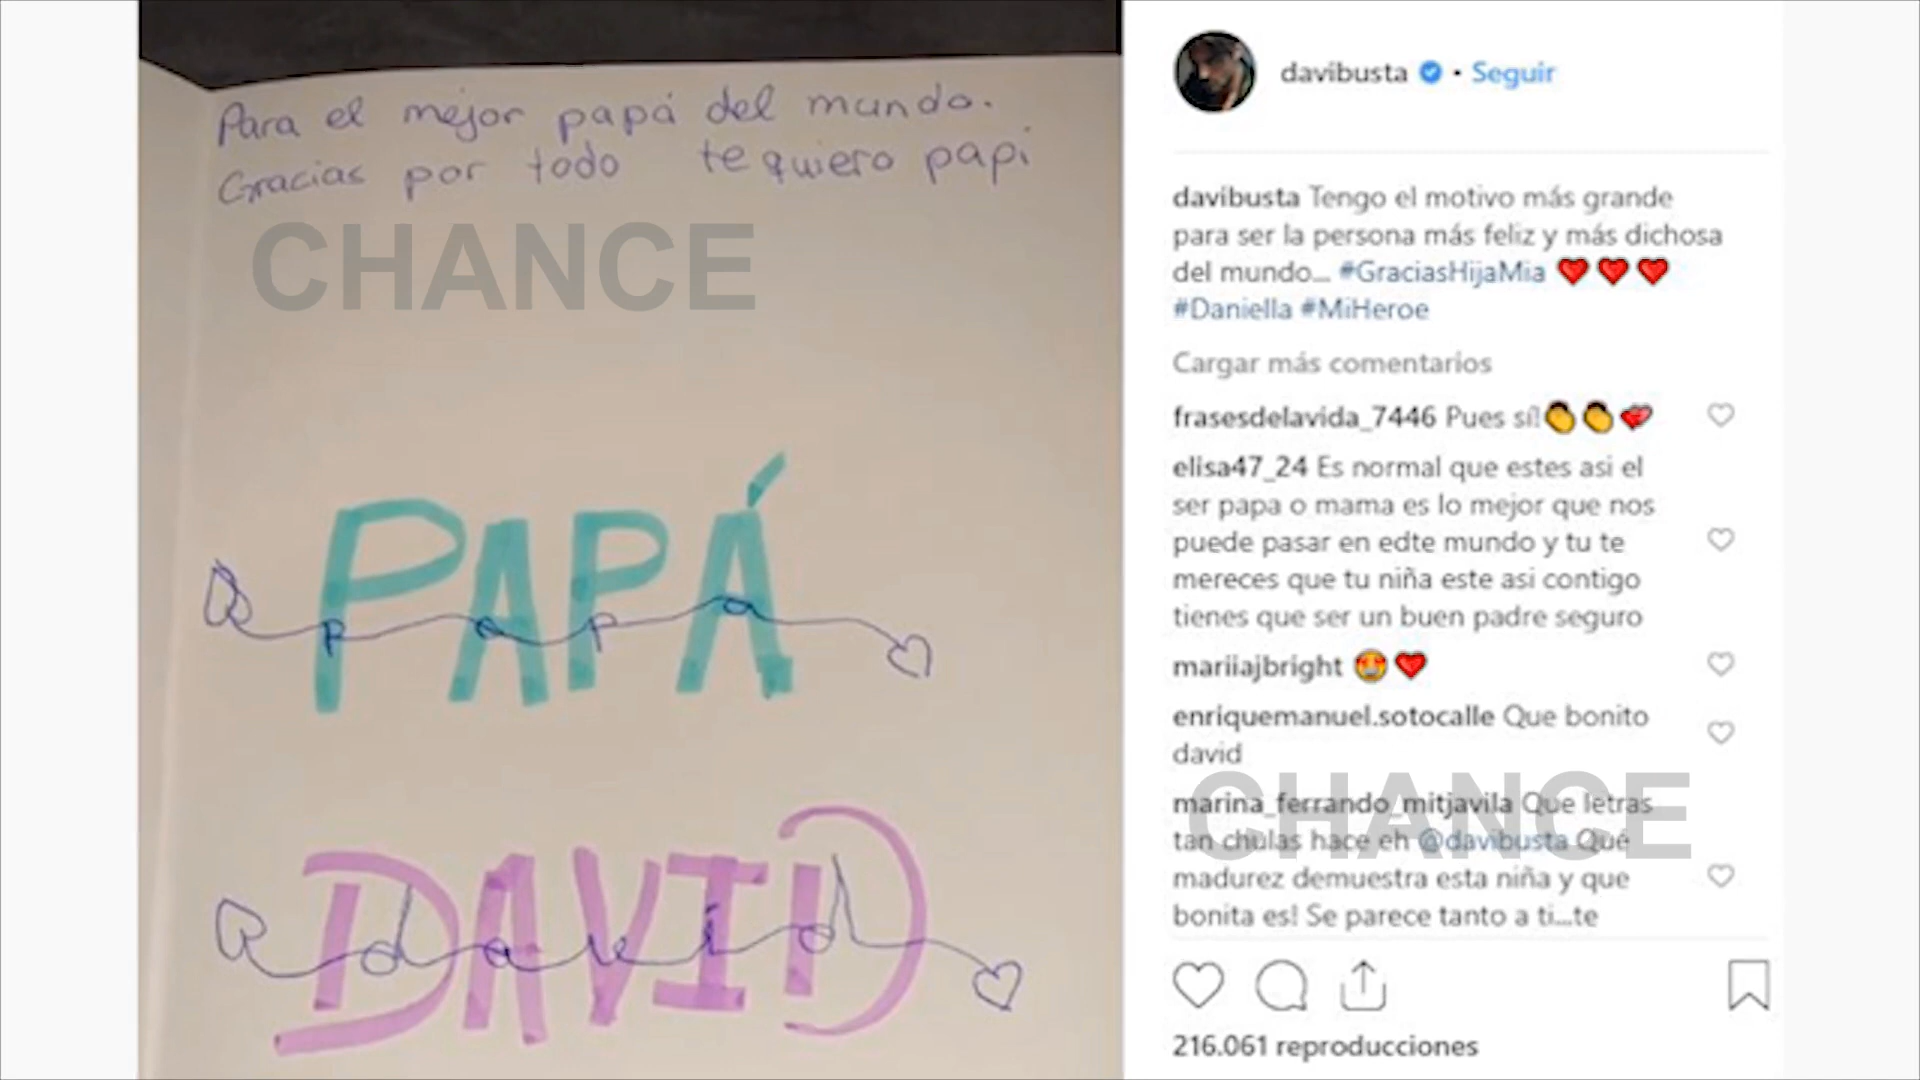 Para el mejor papá del mundo.
Gracias por todo te quiero papi
CHANCE
PAPÁ
papá
DAVID
david
davibusta • Seguir
davibusta Tengo el motivo más grande
para ser la persona más feliz y más dichosa
del mundo... #GraciasHijaMia
#Daniella #MiHeroe
Cargar más comentarios
frasesdelavida_7446 Pues sí!
elisa47_24 Es normal que estes asi el
ser papa o mama es lo mejor que nos
puede pasar en edte mundo y tu te
mereces que tu niña este asi contigo
tienes que ser un buen padre seguro
mariiajbright
enriquemanuel.sotocalle Que bonito
david
CHANCE
marina_ferrando_mitjavila Que letras
tan chulas hace eh @davibusta Qué
madurez demuestra esta niña y que
bonita es! Se parece tanto a ti...te
216.061 reproducciones